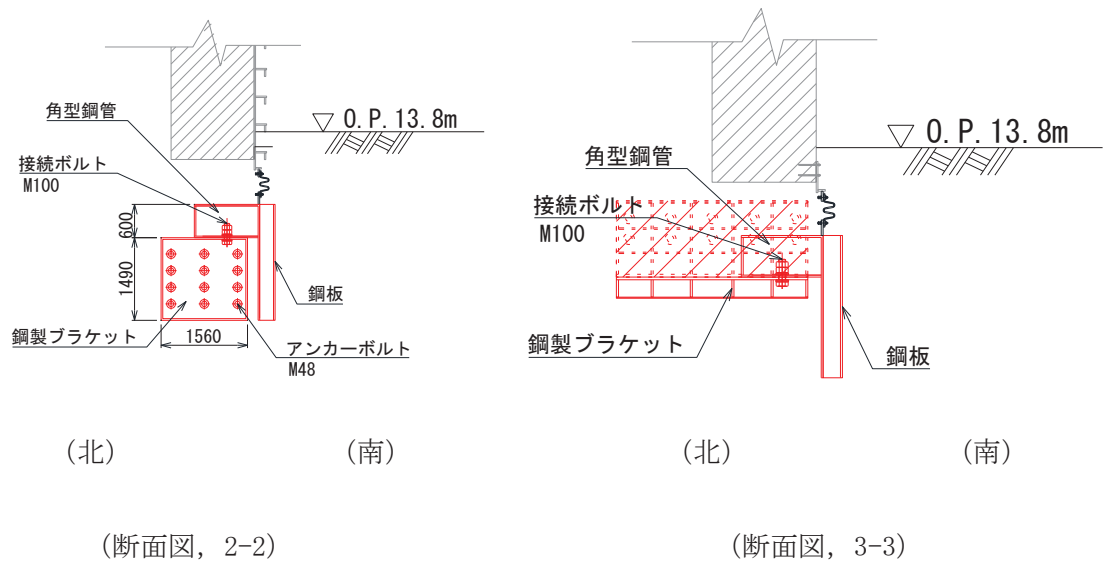 角型鋼管
O.P.13.8m
接続ボルト
M100
600
1490
鋼板
鋼製ブラケット
1560
アンカーボルト
M48
(北)
(南)
(断面図, 2-2)
O.P.13.8m
角型鋼管
接続ボルト
M100
鋼製ブラケット
鋼板
(北)
(南)
(断面図, 3-3)